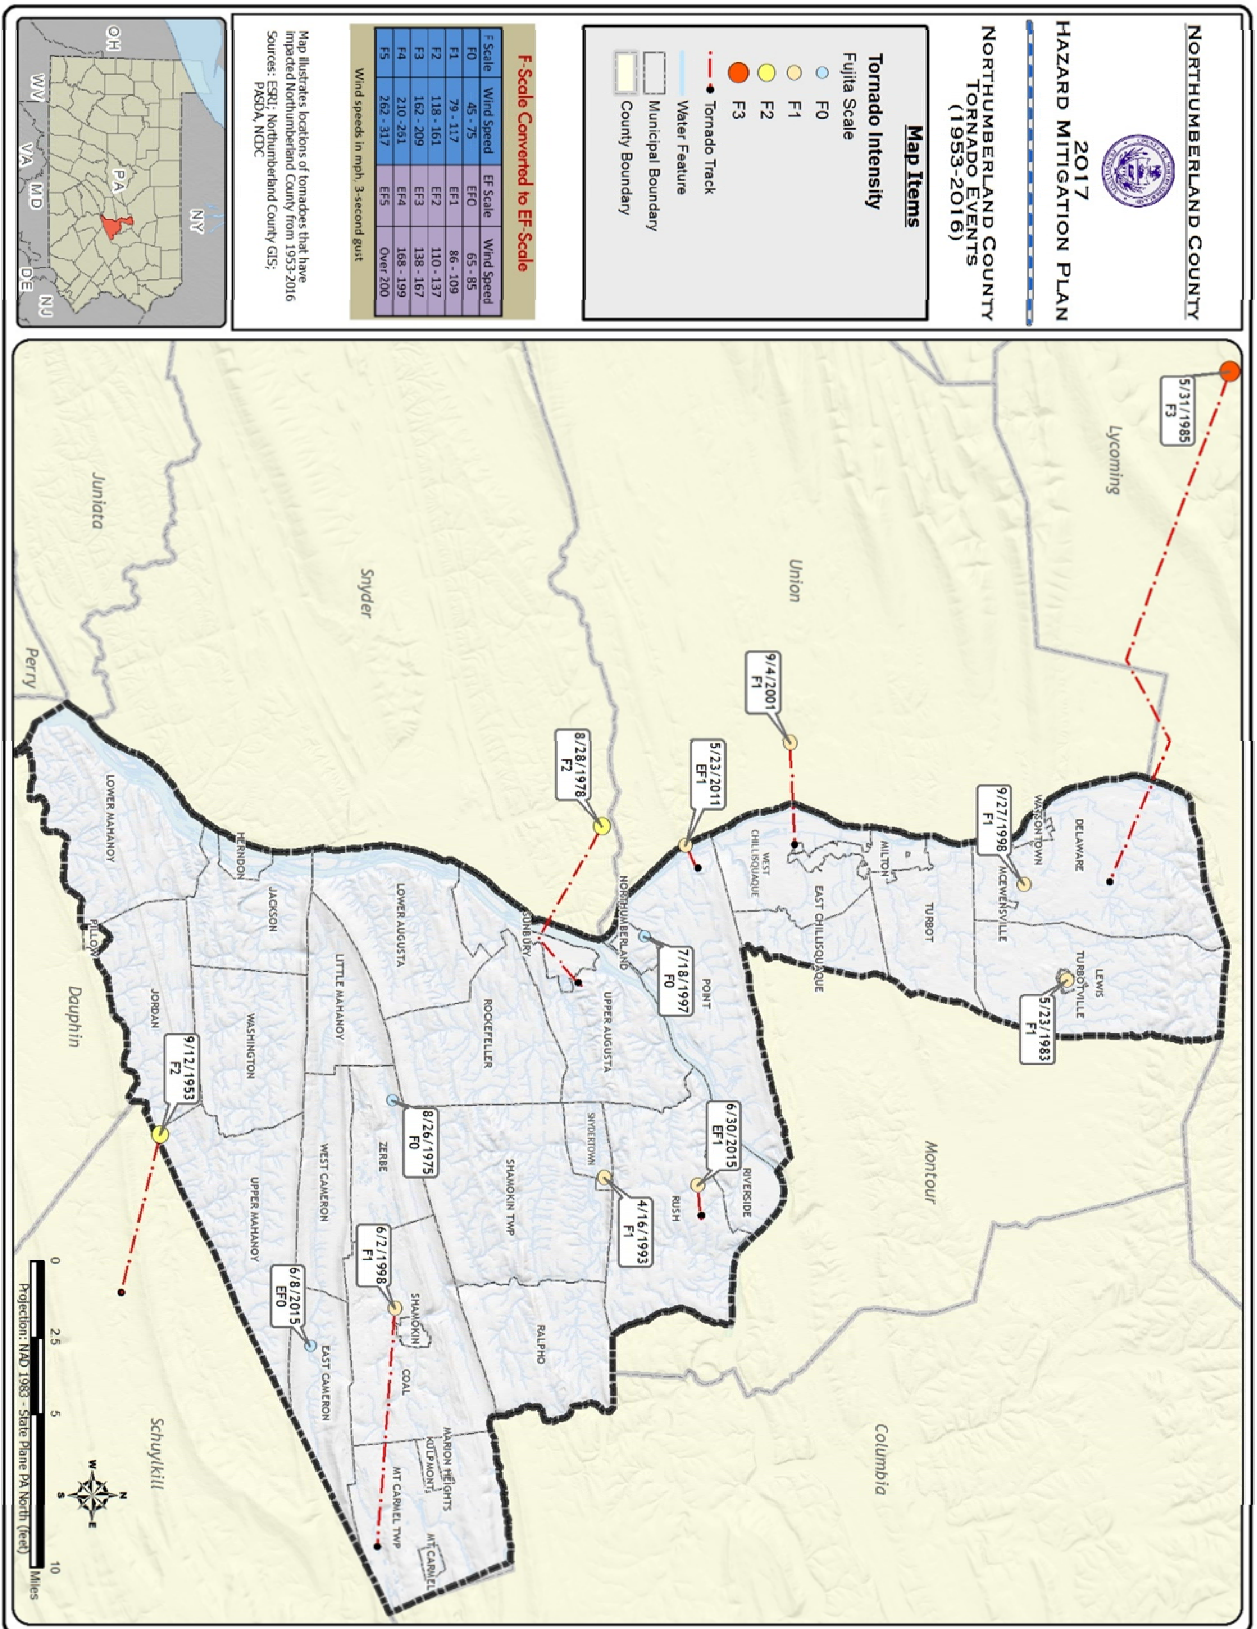 NORTHUMBERLAND COUNTY
HAZARD MITIGATION PLAN
2017
NORTHUMBERLAND COUNTY
TORNADO EVENTS
(1953-2016)
Map Items
Tornado Intensity
Fujita Scale
F0
F1
F2
F3
Tornado Track
Water Feature
Municipal Boundary
County Boundary
F-Scale Converted to EF-Scale
F Scale Wind Speed EF Scale Wind Speed
F0 45 - 75 EF0 65 - 85
F1 79 - 117 EF1 86 - 109
F2 118 - 161 EF2 110 - 137
F3 162 - 209 EF3 138 - 167
F4 210 - 261 EF4 168 - 199
F5 262 - 317 EF5 Over 200
Wind speeds in mph, 3-second gust
Map illustrates locations of tornadoes that have
impacted Northumberland County from 1953-2016
Sources: ESRI; Northumberland County GIS;
PASDA, NCDC
NY
OH
PA
WV
VA
MD
DE
NJ
5/31/1985
F3
Lycoming
Union
Snyder
Juniata
Perry
9/4/2001
F1
5/23/2011
EF1
8/28/1978
F2
9/27/1998
F1
WATSONTOWN
DELAWARE
MCEWENSVILLE
LEWIS
TURBOTVILLE
5/23/1983
F1
MILTON
TURBOT
WEST
CHILLISQUAQUE
EAST CHILLISQUAQUE
POINT
NORTHUMBERLAND
7/18/1997
F0
SUNBURY
UPPER AUGUSTA
LOWER AUGUSTA
ROCKEFELLER
SNYDERTOWN
6/30/2015
EF1
RIVERSIDE
RUSH
4/16/1993
F1
SHAMOKIN TWP
RALPHO
HERNDON
JACKSON
LITTLE MAHANOY
LOWER MAHANOY
PILLOW
JORDAN
WASHINGTON
8/26/1975
F0
ZERBE
WEST CAMERON
UPPER MAHANOY
9/12/1953
F2
6/2/1998
F1
SHAMOKIN
COAL
6/8/2015
EF0
EAST CAMERON
MARION HEIGHTS
KULPMONT
MT CARMEL TWP
MT. CARMEL
Montour
Columbia
Dauphin
Schuylkill
N
W
E
S
0 2.5 5 10
Miles
Projection: NAD 1983 - State Plane PA North (feet)